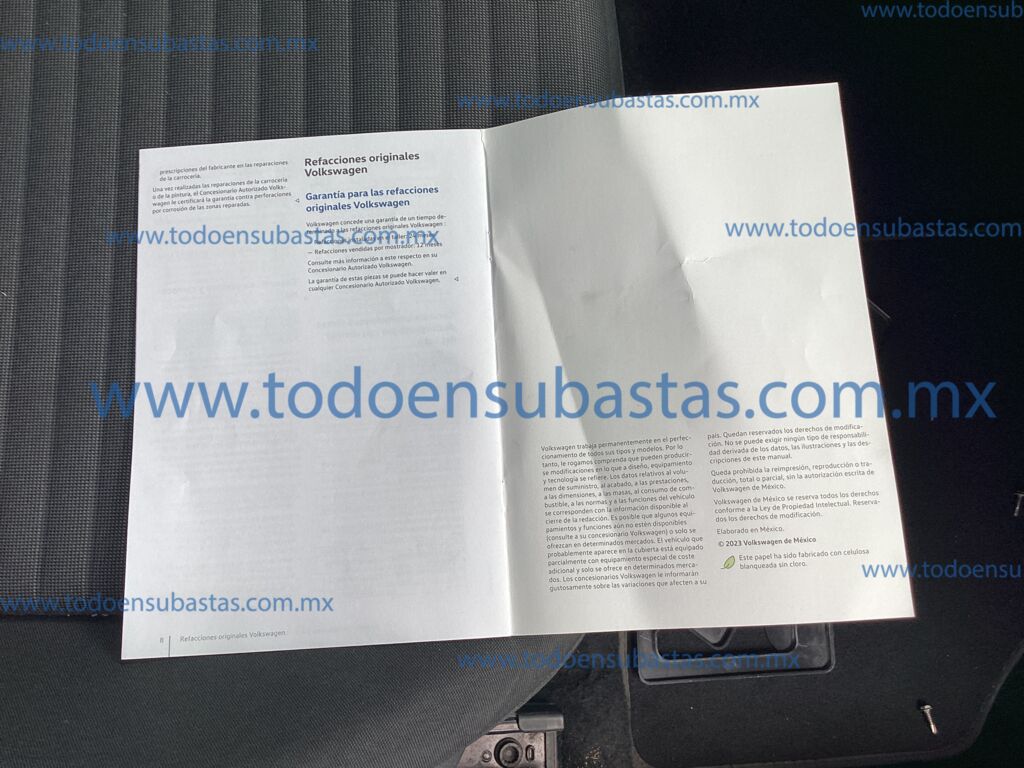 www.todoensubastas.com.mx
www.todoensub
www.todoensubastas.com.mx
prescripciones del fabricante en las reparaciones
de la carrocería.
Una vez realizadas las reparaciones de la carrocería
o de la pintura, el Concesionario Autorizado Volks-
wagen le certificará la garantía contra perforaciones
por corrosión de las zonas reparadas.
Refacciones originales
Volkswagen
Garantía para las refacciones
originales Volkswagen
Volkswagen concede una garantía de un tiempo de-
terminado a las refacciones originales Volkswagen :
www.todoensubastas.com.mx
www.todoensubastas
— Refacciones vendidas por mostrador: 12 meses
Consulte más información a este respecto en su
Concesionario Autorizado Volkswagen.
La garantía de estas piezas se puede hacer valer en
cualquier Concesionario Autorizado Volkswagen.
www.todoensubastas.com.mx
Volkswagen trabaja permanentemente en el perfec-
cionamiento de todos sus tipos y modelos. Por lo
tanto, le rogamos comprenda que pueden producir-
se modificaciones en lo que a diseño, equipamiento
y tecnología se refiere. Los datos relativos al volu-
men de suministro, al acabado, a las prestaciones,
a las dimensiones, a las masas, al consumo de com-
bustible, a las normas y a las funciones del vehículo
se corresponden con la información disponible al
cierre de la redacción. Es posible que algunos equi-
pamientos y funciones aún no estén disponibles
(consulte a su concesionario Volkswagen) o solo se
ofrezcan en determinados mercados. El vehículo que
probablemente aparece en la cubierta está equipado
parcialmente con equipamiento especial de coste
adicional y solo se ofrece en determinados merca-
dos. Los concesionarios Volkswagen le informarán
gustosamente sobre las variaciones que afecten a su
país. Quedan reservados los derechos de modifica-
ción. No se puede exigir ningún tipo de responsabili-
dad derivada de los datos, las ilustraciones y las des-
cripciones de este manual.
Queda prohibida la reimpresión, reproducción o tra-
ducción, total o parcial, sin la autorización escrita de
Volkswagen de México.
Volkswagen de México se reserva todos los derechos
conforme a la Ley de Propiedad Intelectual. Reserva-
dos los derechos de modificación.
Elaborado en México.
© 2023 Volkswagen de México
Este papel ha sido fabricado con celulosa
blanqueada sin cloro.
www.todoensub
www.todoensubastas.com.mx
8 Refacciones originales Volkswagen
www.todoensubastas.com.mx